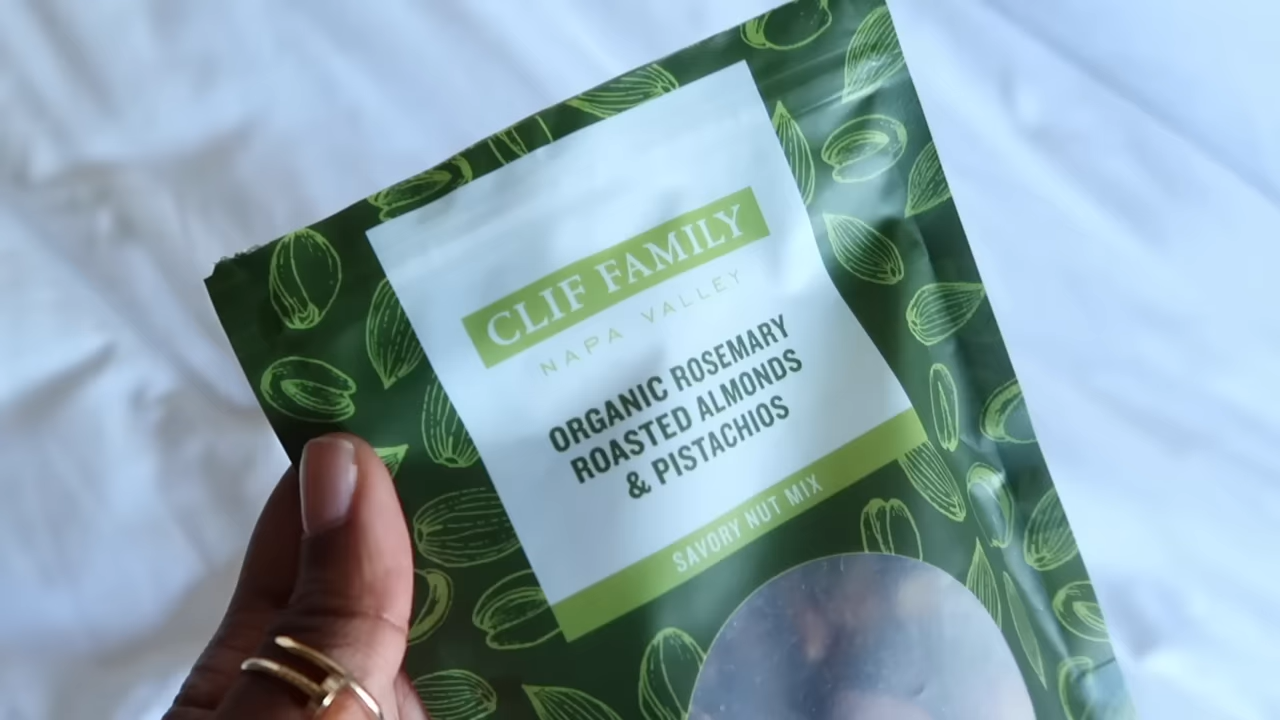 CLIF FAMILY
NAPA VALLEY
ORGANIC ROSEMARY
ROASTED ALMONDS
& PISTACHIOS
SAVORY NUT MIX